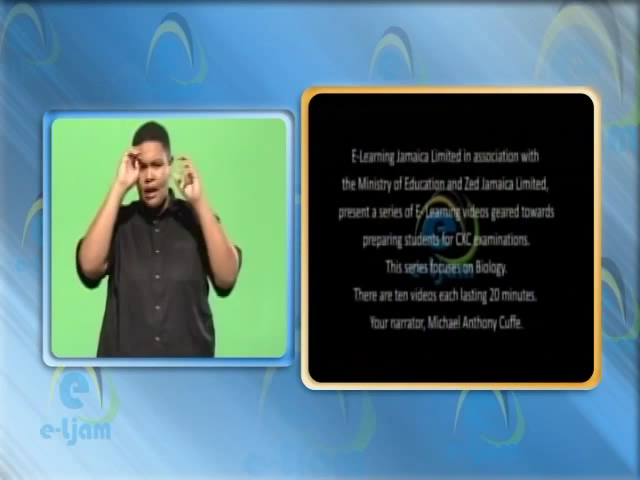 E-Learning Jamaica Limited in association with
the Ministry of Education and Zed Jamaica Limited,
present a series of E- Learning videos geared towards
preparing students for CXC examinations.
This series focuses on Biology.
There are ten videos each lasting 20 minutes.
Your narrator, Michael Anthony Cuffe.
e-Ljam